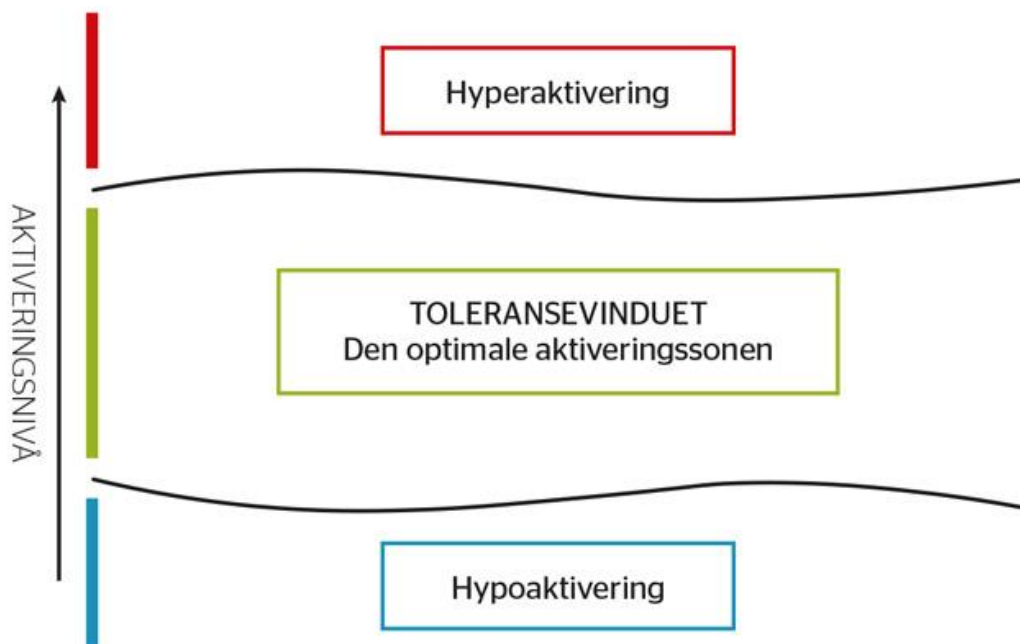 Hyperaktivering
AKTIVERINGSNIVÅ
TOLERANSEVINDUET
Den optimale aktiveringssonen
Hypoaktivering